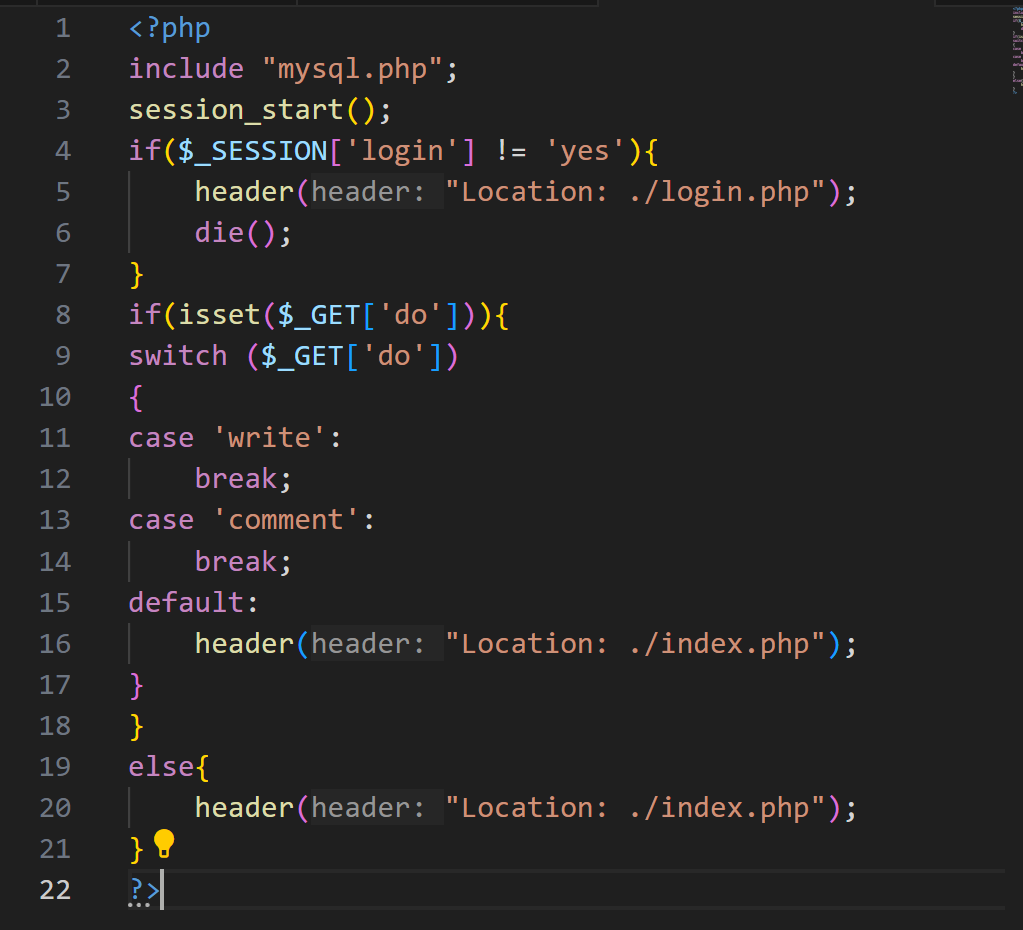 1 <?php
2 include "mysql.php";
3 session_start();
4 if($_SESSION['login'] != 'yes'){
5     header(header: "Location: ./login.php");
6     die();
7 }
8 if(isset($_GET['do'])){
9 switch ($_GET['do'])
10 {
11 case 'write':
12     break;
13 case 'comment':
14     break;
15 default:
16     header(header: "Location: ./index.php");
17 }
18 }
19 else{
20     header(header: "Location: ./index.php");
21 }
22 ?>